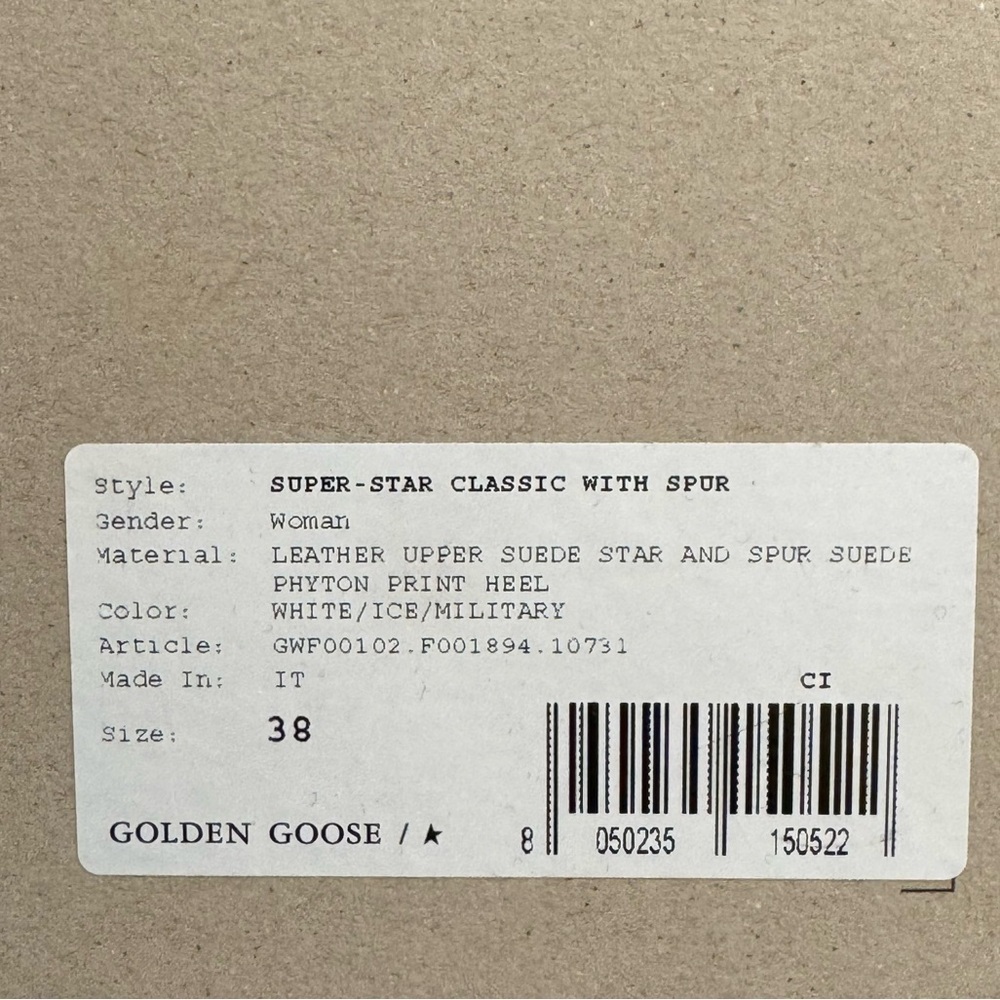 Style: SUPER-STAR CLASSIC WITH SPUR
Gender: Woman
Material: LEATHER UPPER SUEDE STAR AND SPUR SUEDE
PHYTON PRINT HEEL
Color: WHITE/ICE/MILITARY
Article: GWF00102.F001894.10731
Made In: IT
CI
Size: 38
GOLDEN GOOSE / ★
8 050235 150522